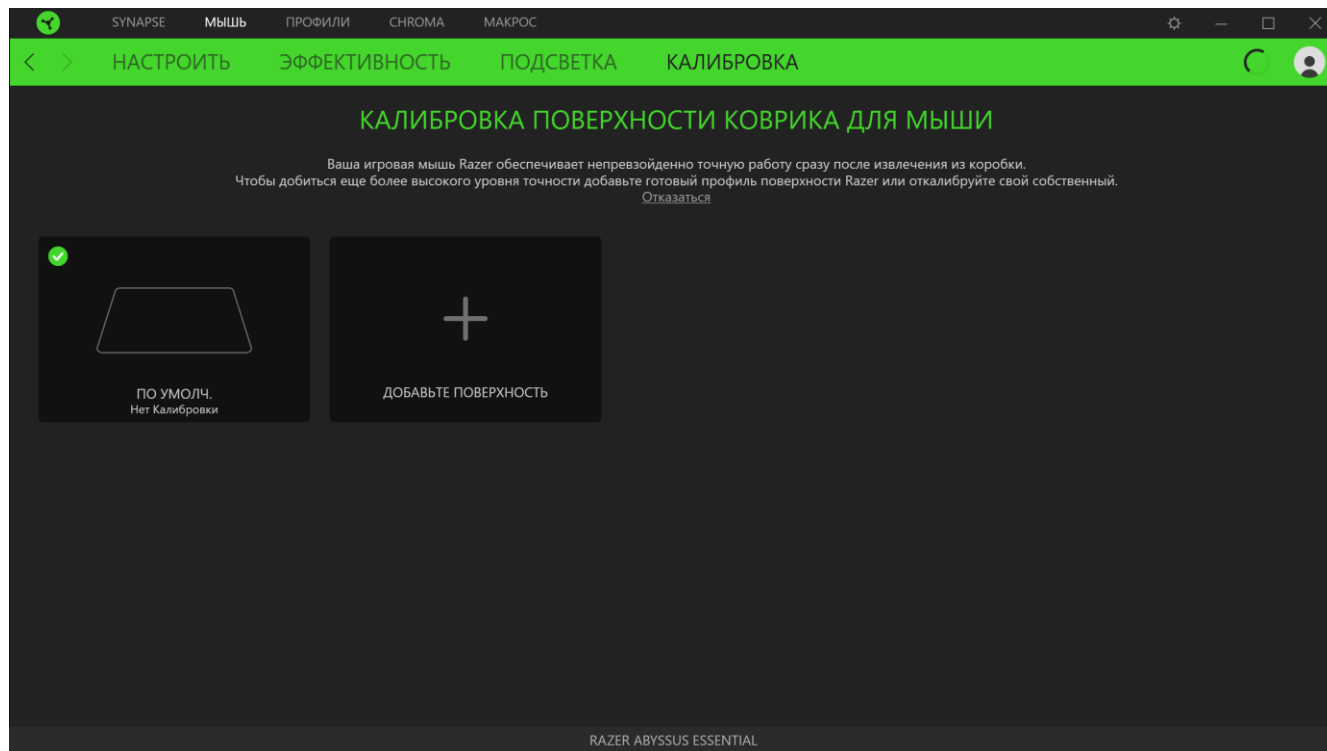 SYNAPSE МЫШЬ ПРОФИЛИ CHROMA МАКРОС
НАСТРОИТЬ ЭФФЕКТИВНОСТЬ ПОДСВЕТКА КАЛИБРОВКА
КАЛИБРОВКА ПОВЕРХНОСТИ КОВРИКА ДЛЯ МЫШИ
Ваша игровая мышь Razer обеспечивает непревзойденно точную работу сразу после извлечения из коробки.
Чтобы добиться еще более высокого уровня точности добавьте готовый профиль поверхности Razer или откалибруйте свой собственный.
Отказаться
ПО УМОЛЧ.
Нет Калибровки
ДОБАВЬТЕ ПОВЕРХНОСТЬ
RAZER ABYSSUS ESSENTIAL